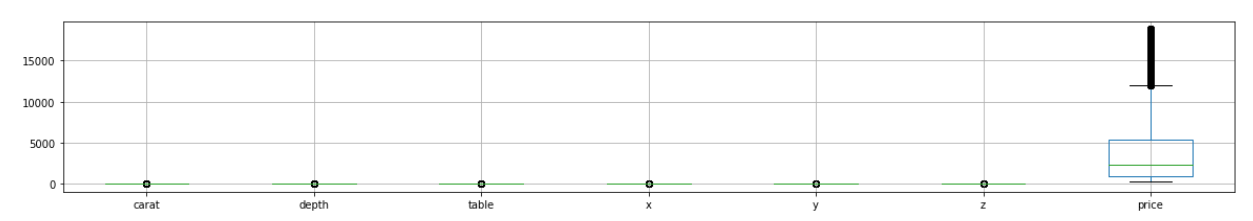 15000
10000
5000
0
carat depth table x y z price